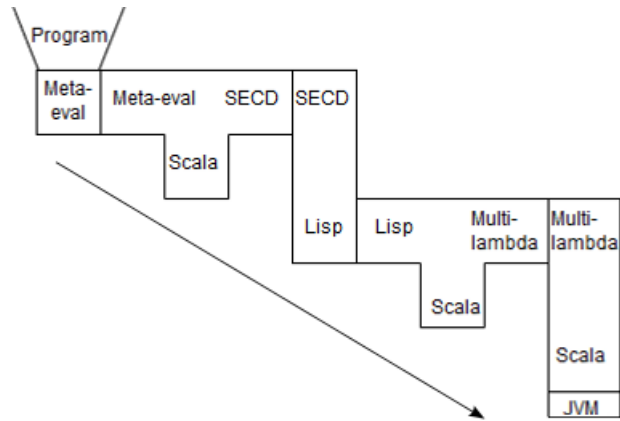 Program
Meta-
eval
Meta-eval
SECD
SECD
Scala
Lisp
Lisp
Multi-
lambda
Multi-
lambda
Scala
Scala
JVM